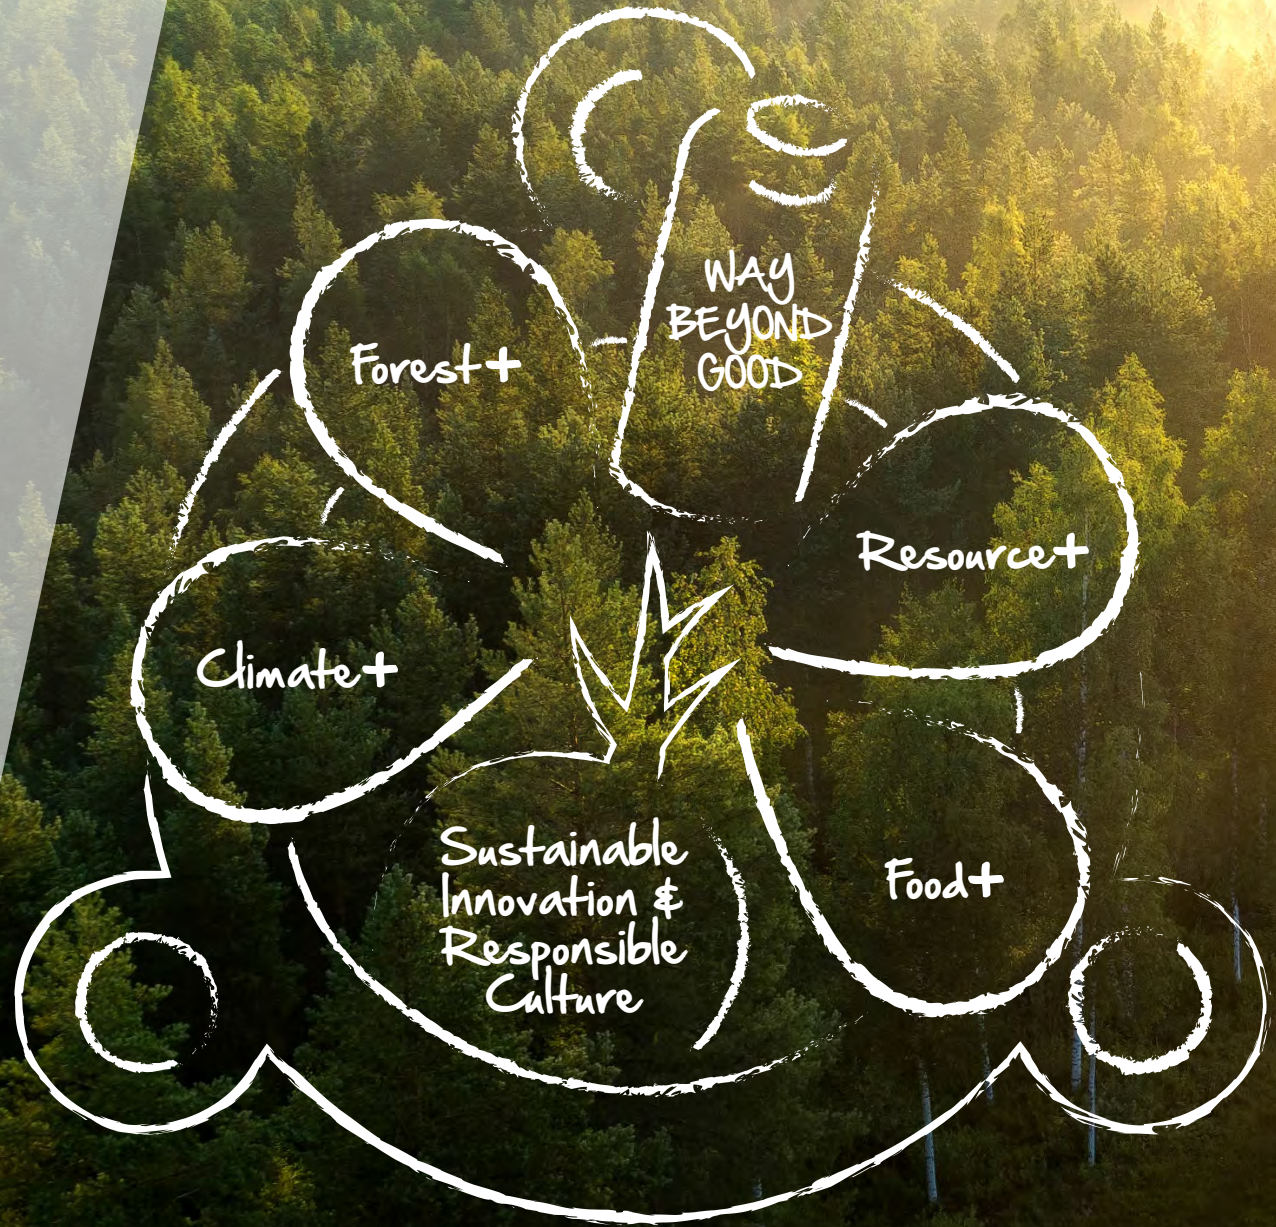 WAY
BEYOND
GOOD
Forest+
Resource+
Climate+
Food+
Sustainable
Innovation &
Responsible
Culture